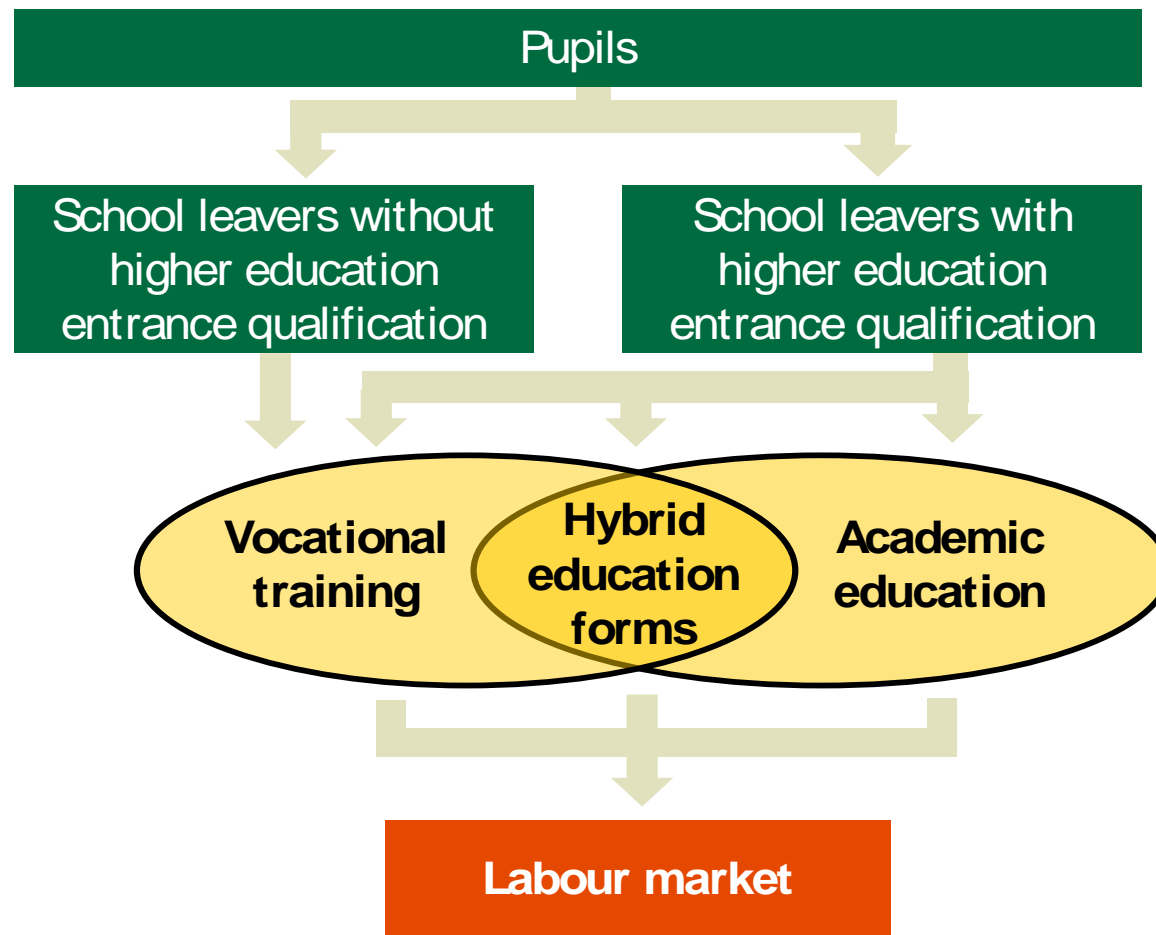 Pupils
School leavers without
higher education
entrance qualification
School leavers with
higher education
entrance qualification
Vocational
training
Hybrid
education
forms
Academic
education
Labour market